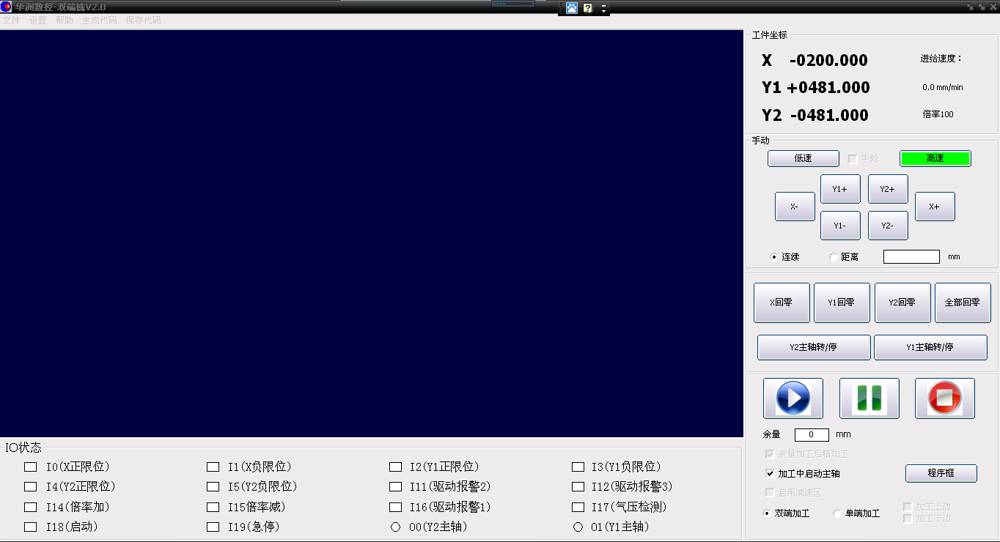 华洲数控-双端铣V2.0
文件 设置 帮助 生成代码 保存代码
工件坐标
X -0200.000 进给速度：
Y1 +0481.000 0.0 mm/min
Y2 -0481.000 倍率100
手动
低速 手轮 高速
Y1+ Y2+
X- X+
Y1- Y2-
连续 距离 mm
X回零 Y1回零 Y2回零 全部回零
Y2主轴转/停 Y1主轴转/停
余量 0 mm
余量加工后精加工
加工中启动主轴 程序框
启用减速区
双端加工 单端加工 加工上边
加工下边
IO状态
I0(X正限位) I1(X负限位) I2(Y1正限位) I3(Y1负限位)
I4(Y2正限位) I5(Y2负限位) I11(驱动报警2) I12(驱动报警3)
I14(倍率加) I15倍率减) I16(驱动报警1) I17(气压检测)
I18(启动) I19(急停) O0(Y2主轴) O1(Y1主轴)